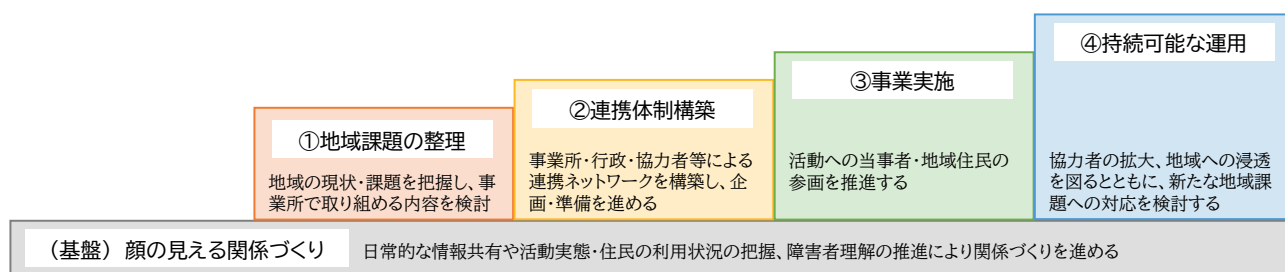 ①地域課題の整理
地域の現状・課題を把握し、事
業所で取り組める内容を検討
②連携体制構築
事業所・行政・協力者等による
連携ネットワークを構築し、企
画・準備を進める
③事業実施
活動への当事者・地域住民の
参画を推進する
④持続可能な運用
協力者の拡大、地域への浸透
を図るとともに、新たな地域課
題への対応を検討する
(基盤)顔の見える関係づくり
日常的な情報共有や活動実態・住民の利用状況の把握、障害者理解の推進により関係づくりを進める